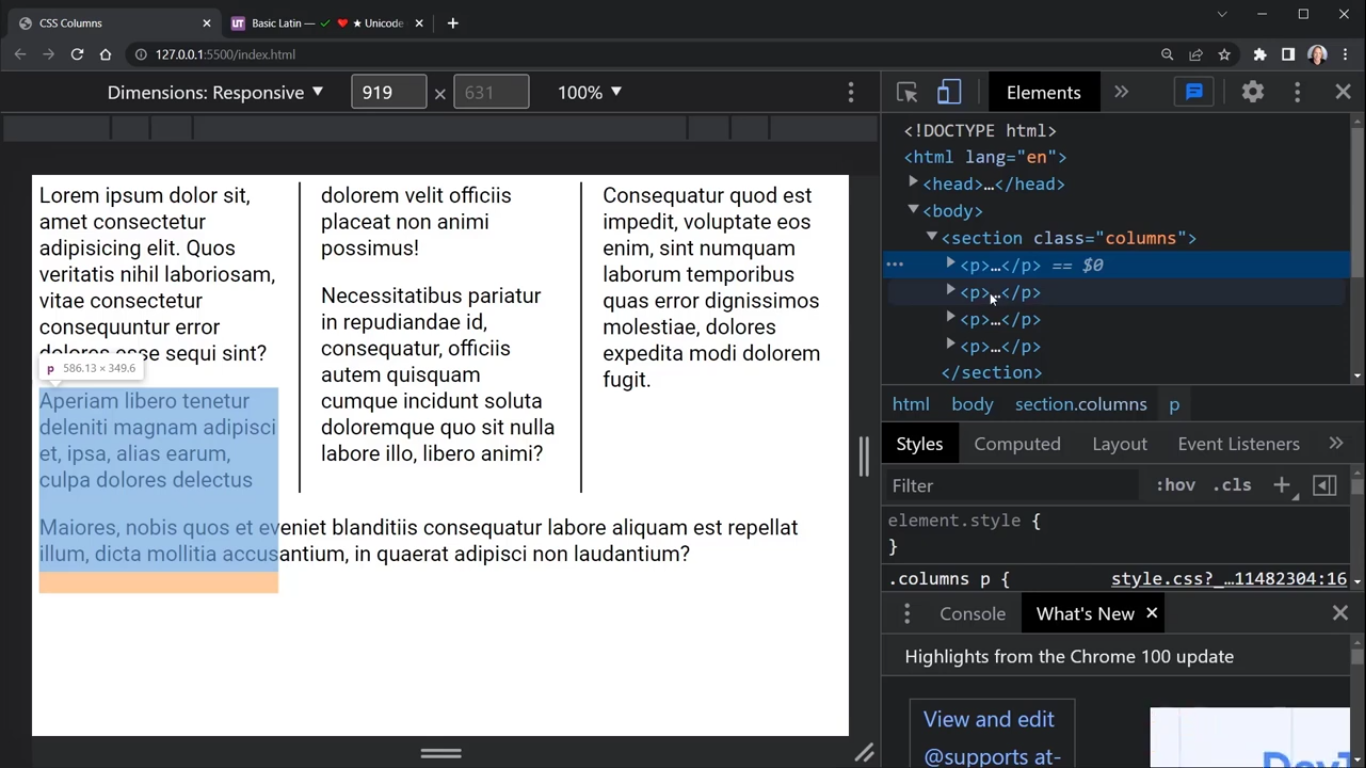 CSS Columns
UT Basic Latin — ✓ ❤ ★ Unicode
127.0.0.1:5500/index.html
Dimensions: Responsive ▼ 919 × 631 100% ▼
Elements »
Lorem ipsum dolor sit,
amet consectetur
adipisicing elit. Quos
veritatis nihil laboriosam,
vitae consectetur
consequuntur error
dolores esse sequi sint?
p 586.13 × 349.6
Aperiam libero tenetur
deleniti magnam adipisci
et, ipsa, alias earum,
culpa dolores delectus
dolorem velit officiis
placeat non animi
possimus!
Necessitatibus pariatur
in repudiandae id,
consequatur, officiis
autem quisquam
cumque incidunt soluta
doloremque quo sit nulla
labore illo, libero animi?
Consequatur quod est
impedit, voluptate eos
enim, sint numquam
laborum temporibus
quas error dignissimos
molestiae, dolores
expedita modi dolorem
fugit.
Maiores, nobis quos et eveniet blanditiis consequatur labore aliquam est repellat
illum, dicta mollitia accusantium, in quaerat adipisci non laudantium?
<!DOCTYPE html>
<html lang="en">
<head>…</head>
<body>
<section class="columns">
<p>…</p> == $0
<p>…</p>
<p>…</p>
<p>…</p>
</section>
html body section.columns p
Styles Computed Layout Event Listeners »
Filter :hov .cls +
element.style {
}
.columns p { style.css?_…11482304:16
Console What's New ×
Highlights from the Chrome 100 update
View and edit
@supports at-